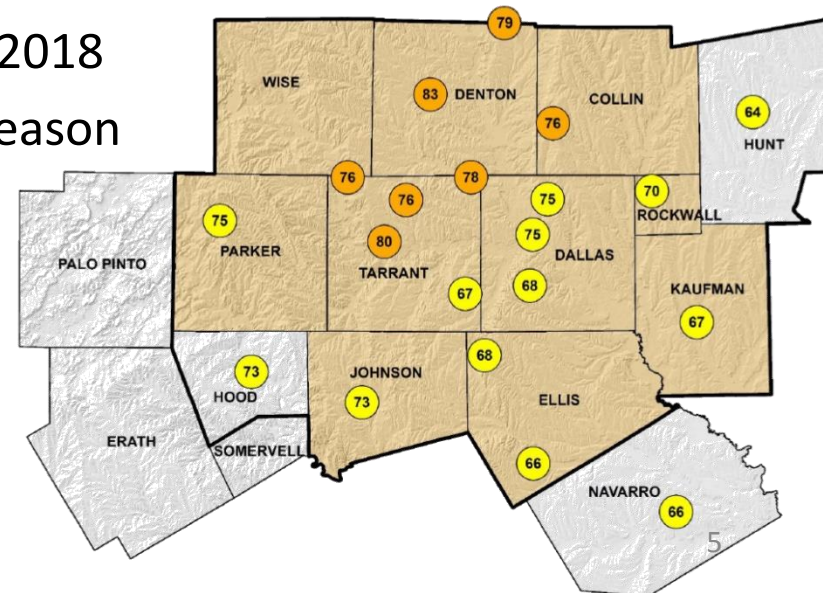 2018
eason
79
WISE
83 DENTON
COLLIN
76
64
HUNT
76
78
76
75
70
ROCKWALL
75
PARKER
80
TARRANT
75
DALLAS
PALO PINTO
67
68
KAUFMAN
67
73
HOOD
JOHNSON
73
68
ELLIS
ERATH
SOMERVELL
66
NAVARRO
66
5